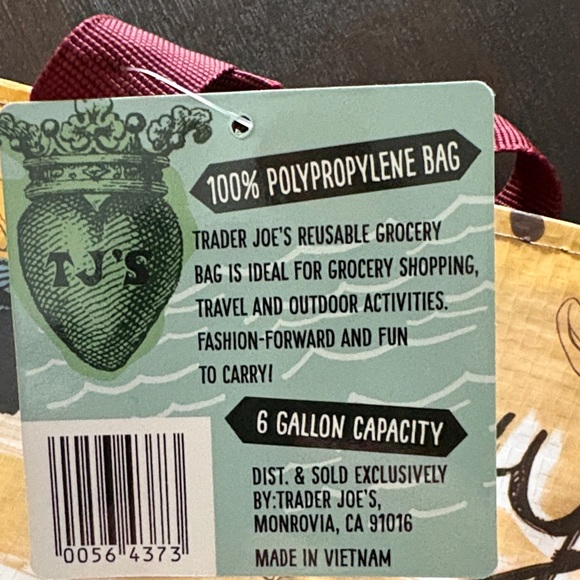 TJ'S
100% POLYPROPYLENE BAG
TRADER JOE'S REUSABLE GROCERY
BAG IS IDEAL FOR GROCERY SHOPPING,
TRAVEL AND OUTDOOR ACTIVITIES.
FASHION-FORWARD AND FUN
TO CARRY!
6 GALLON CAPACITY
DIST. & SOLD EXCLUSIVELY
BY:TRADER JOE'S,
MONROVIA, CA 91016
MADE IN VIETNAM
0056 4373